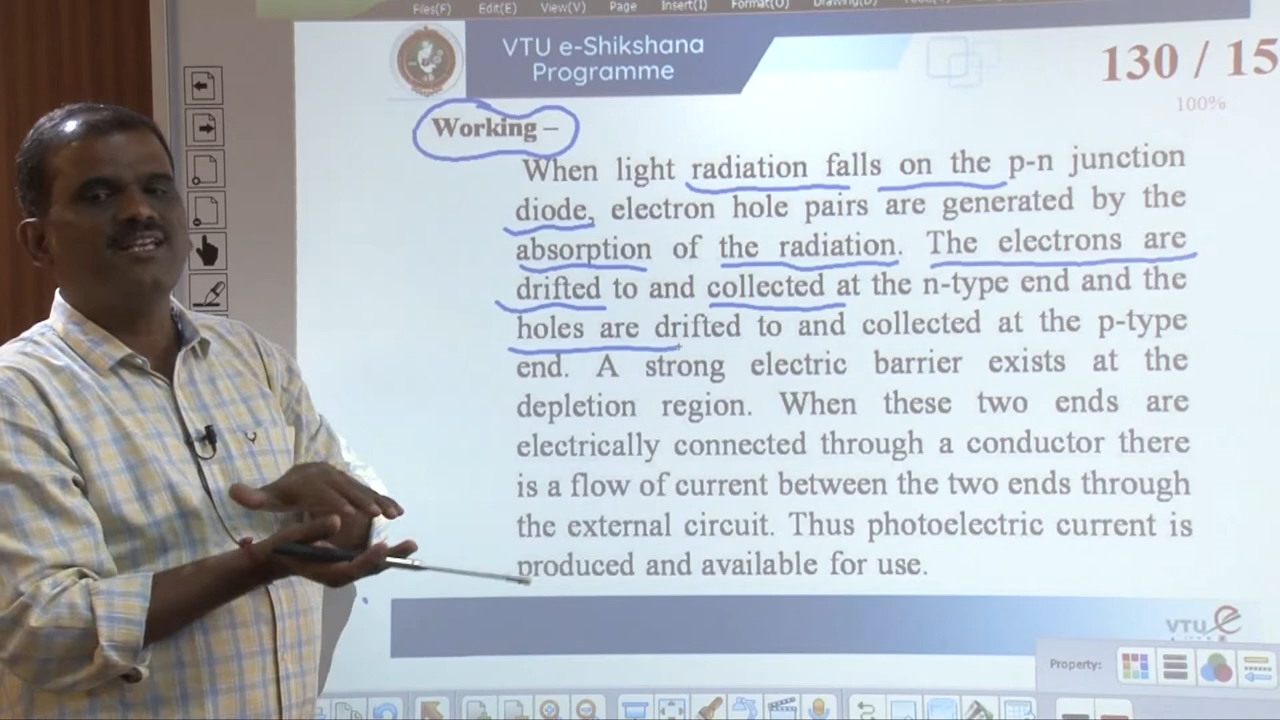 Files(F) Edit(E) View(V) Page Insert(I) Format(O) Drawing(D)
VTU e-Shikshana
Programme
130 / 15
100%
Working –
When light radiation falls on the p-n junction
diode, electron hole pairs are generated by the
absorption of the radiation. The electrons are
drifted to and collected at the n-type end and the
holes are drifted to and collected at the p-type
end. A strong electric barrier exists at the
depletion region. When these two ends are
electrically connected through a conductor there
is a flow of current between the two ends through
the external circuit. Thus photoelectric current is
produced and available for use.
VTU e
Property: